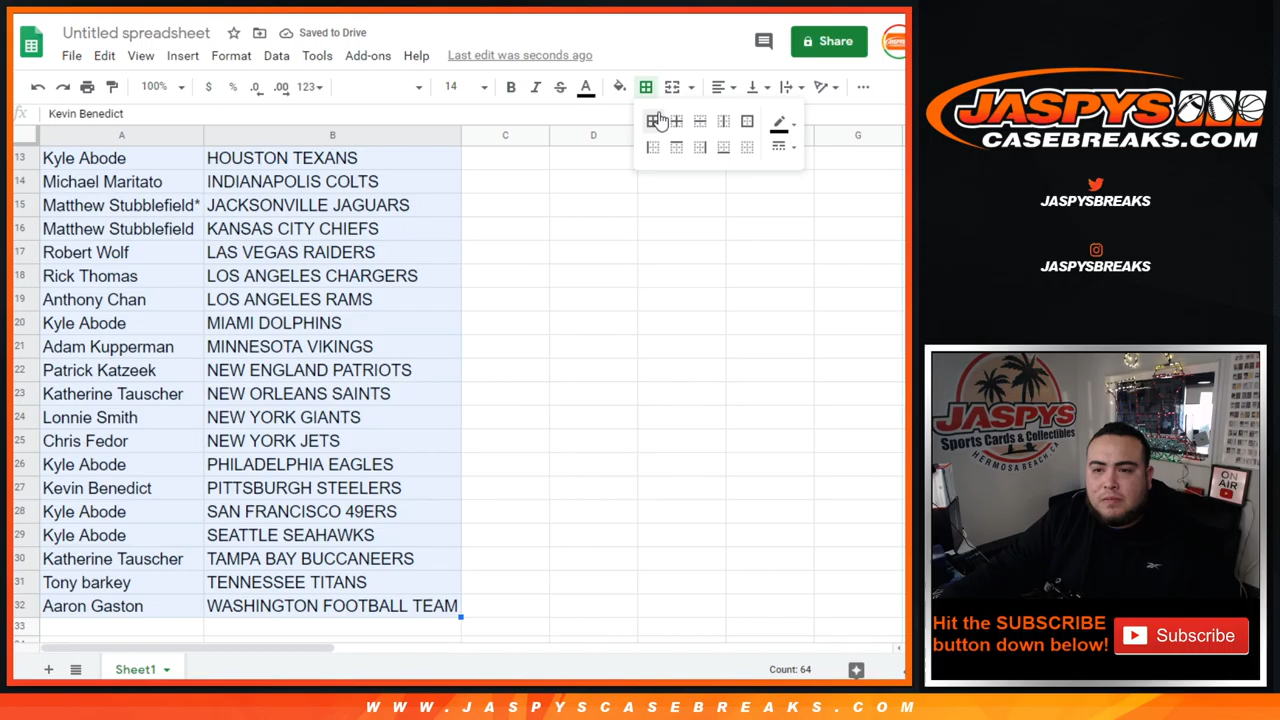 Untitled spreadsheet
Saved to Drive
File Edit View Insert Format Data Tools Add-ons Help Last edit was seconds ago
Share
100% $ % .0 .00 123 14 B I S A
fx Kevin Benedict
A B C D G
13 Kyle Abode HOUSTON TEXANS
14 Michael Maritato INDIANAPOLIS COLTS
15 Matthew Stubblefield* JACKSONVILLE JAGUARS
16 Matthew Stubblefield KANSAS CITY CHIEFS
17 Robert Wolf LAS VEGAS RAIDERS
18 Rick Thomas LOS ANGELES CHARGERS
19 Anthony Chan LOS ANGELES RAMS
20 Kyle Abode MIAMI DOLPHINS
21 Adam Kupperman MINNESOTA VIKINGS
22 Patrick Katzeek NEW ENGLAND PATRIOTS
23 Katherine Tauscher NEW ORLEANS SAINTS
24 Lonnie Smith NEW YORK GIANTS
25 Chris Fedor NEW YORK JETS
26 Kyle Abode PHILADELPHIA EAGLES
27 Kevin Benedict PITTSBURGH STEELERS
28 Kyle Abode SAN FRANCISCO 49ERS
29 Kyle Abode SEATTLE SEAHAWKS
30 Katherine Tauscher TAMPA BAY BUCCANEERS
31 Tony barkey TENNESSEE TITANS
32 Aaron Gaston WASHINGTON FOOTBALL TEAM
33
Sheet1
Count: 64
JASPYS
CASEBREAKS.COM
JASPYSBREAKS
JASPYSBREAKS
JASPYS
Sports Cards & Collectibles
HERMOSA BEACH, CA
ON AIR
Hit the SUBSCRIBE
button down below!
Subscribe
WWW.JASPYSCASEBREAKS.COM